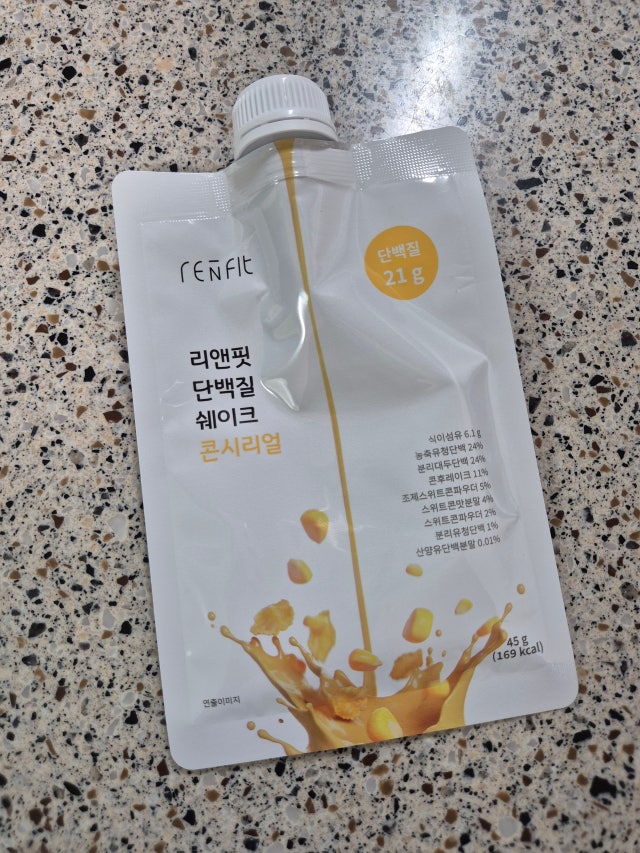 renfit
단백질
21 g
리앤핏
단백질
쉐이크
콘시리얼
식이섬유 6.1 g
농축유청단백 24%
분리대두단백 24%
콘후레이크 11%
조제스위트콘파우더 5%
스위트콘맛분말 4%
스위트콘파우더 2%
분리유청단백 1%
산양유단백분말 0.01%
45 g
(169 kcal)
연출이미지